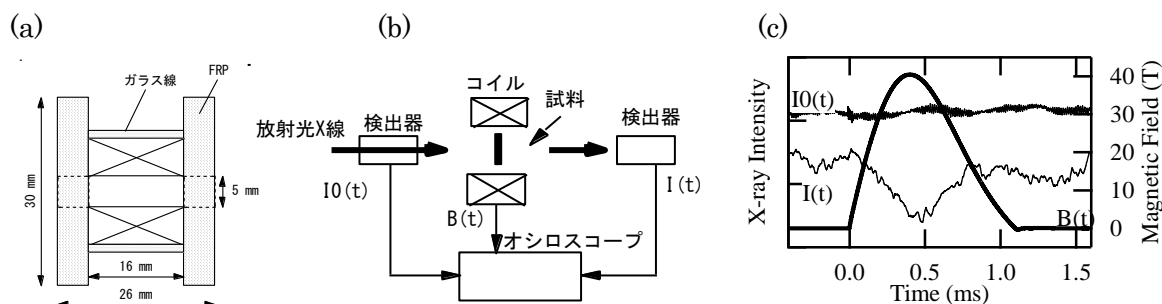 (a)
ガラス線
FRP
30 mm
5 mm
16 mm
26 mm
(b)
コイル
試料
放射光X線
検出器
検出器
I0(t)
B(t)
I(t)
オシロスコープ
(c)
X-ray Intensity
I0(t)
I(t)
B(t)
40
30
20
10
0
Magnetic Field (T)
0.0 0.5 1.0 1.5
Time (ms)